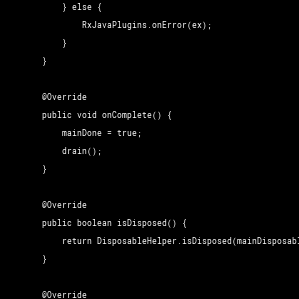 } else {
RxJavaPlugins.onError(ex);
}
}
@Override
public void onComplete() {
mainDone = true;
drain();
}
@Override
public boolean isDisposed() {
return DisposableHelper.isDisposed(mainDisposabl
}
@Override